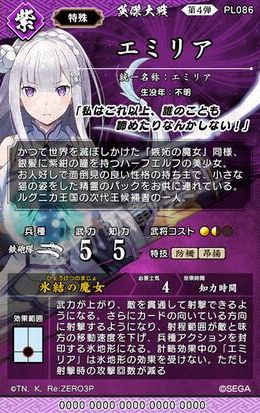 紫
特殊
英傑大戦
第4弾
PL086
エミリア
統一名称：エミリア
生没年：不明
「私はこれ以上、誰のことも
諦めたりなんかしない！」
かつて世界を滅ぼしかけた「嫉妬の魔女」同様、
銀髪に紫紺の瞳を持つハーフエルフの美少女。
お人好しで面倒見の良い性格の持ち主で、小さな
猫の姿をした精霊のパックをお供に連れている。
ルグニカ王国の次代王候補者の一人。
兵種 武力 知力 武将コスト
鉄砲隊 5 5 特技 防柵 昂揚
ひょうけつのまじょ 必要士気 効果時間
氷結の魔女 4 知力時間
効果範囲
武力が上がり、敵を貫通して射撃できるよう
になる。さらにカードの向いている方向
に射撃するようになり、射程距離が敵と味
方の移動速度を下げ、兵種アクションを封
印する氷地形になる。計略効果中の「エミ
リア」は氷地形の効果を受けない。ただし
射撃時の攻撃回数が減る
©TN, K, Re:ZERO3P
©SEGA
0000-0000-0000-0000-0000